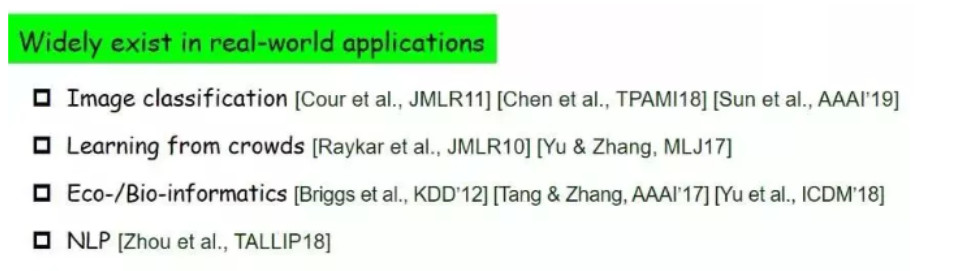 Widely exist in real-world applications
Image classification [Cour et al., JMLR11] [Chen et al., TPAMI18] [Sun et al., AAAI'19]
Learning from crowds [Raykar et al., JMLR10] [Yu & Zhang, MLJ17]
Eco-/Bio-informatics [Briggs et al., KDD'12] [Tang & Zhang, AAAI'17] [Yu et al., ICDM'18]
NLP [Zhou et al., TALLIP18]